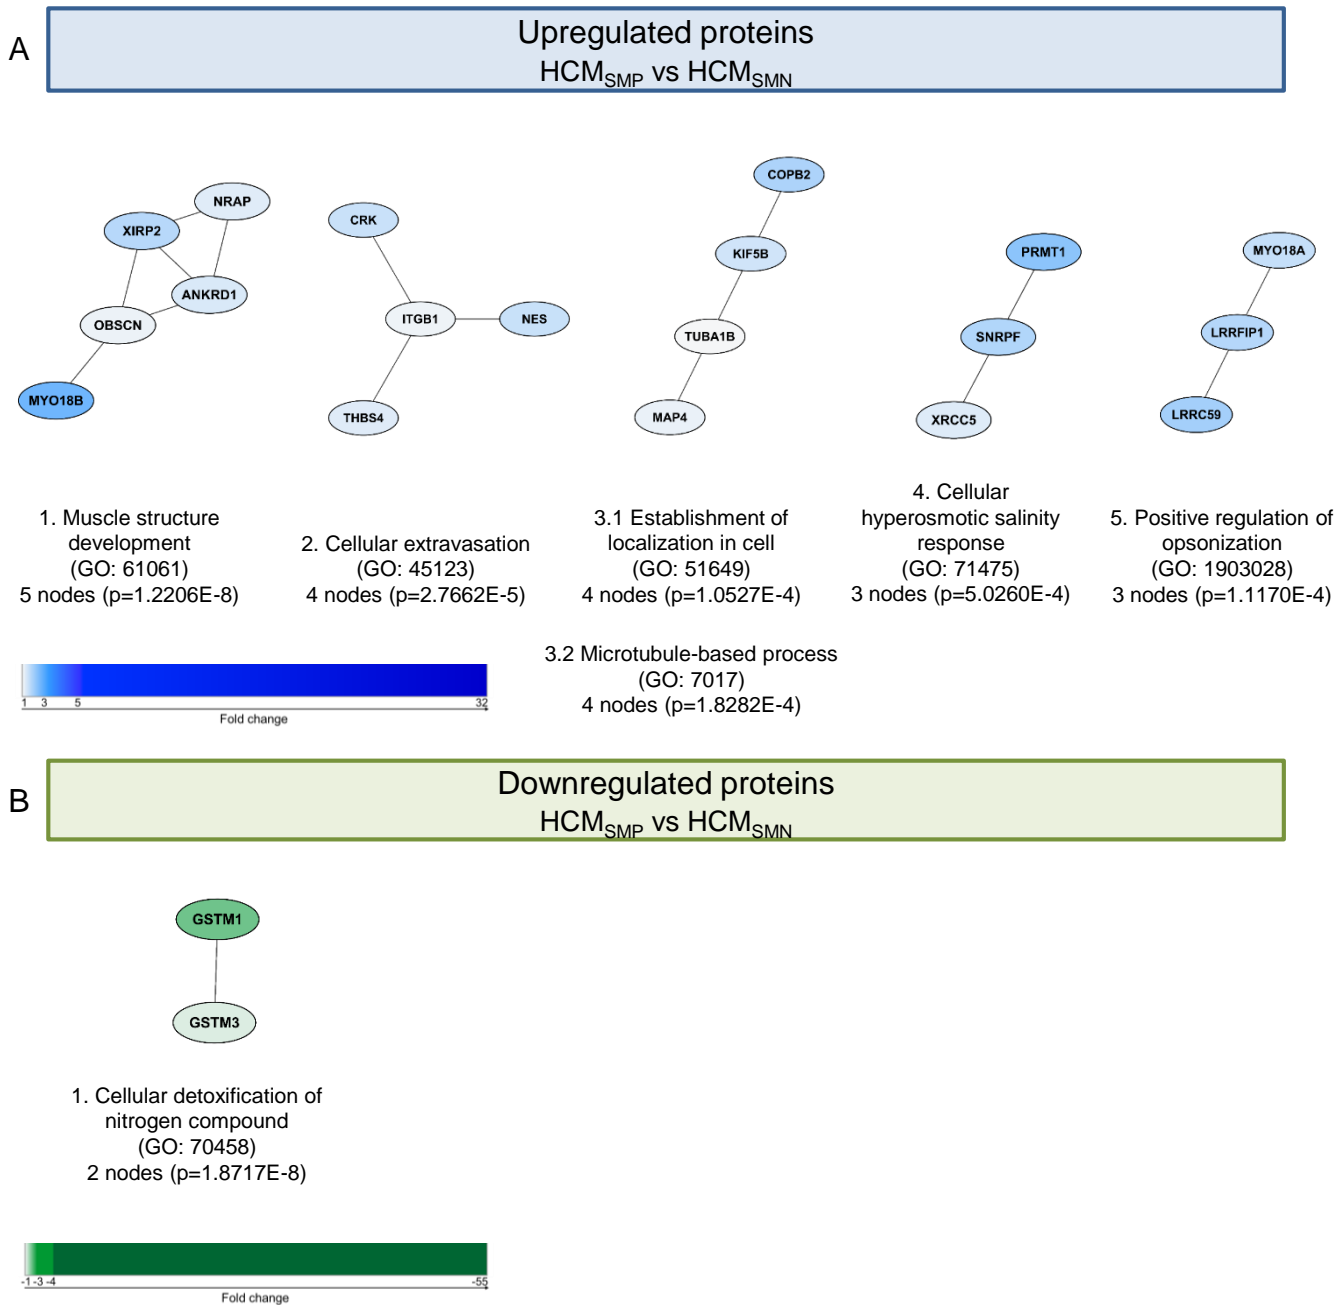 A
Upregulated proteins
HCMSMP vs HCMSMN
NRAP
XIRP2
ANKRD1
OBSCN
MYO18B
CRK
ITGB1
NES
THBS4
COPB2
KIF5B
TUBA1B
MAP4
PRMT1
SNRPF
XRCC5
MYO18A
LRRFIP1
LRRC59
1. Muscle structure
development
(GO: 61061)
5 nodes (p=1.2206E-8)
2. Cellular extravasation
(GO: 45123)
4 nodes (p=2.7662E-5)
3.1 Establishment of
localization in cell
(GO: 51649)
4 nodes (p=1.0527E-4)
3.2 Microtubule-based process
(GO: 7017)
4 nodes (p=1.8282E-4)
4. Cellular
hyperosmotic salinity
response
(GO: 71475)
3 nodes (p=5.0260E-4)
5. Positive regulation of
opsonization
(GO: 1903028)
3 nodes (p=1.1170E-4)
1 3 5 32
Fold change
B
Downregulated proteins
HCMSMP vs HCMSMN
GSTM1
GSTM3
1. Cellular detoxification of
nitrogen compound
(GO: 70458)
2 nodes (p=1.8717E-8)
-1 -3 -4 -55
Fold change